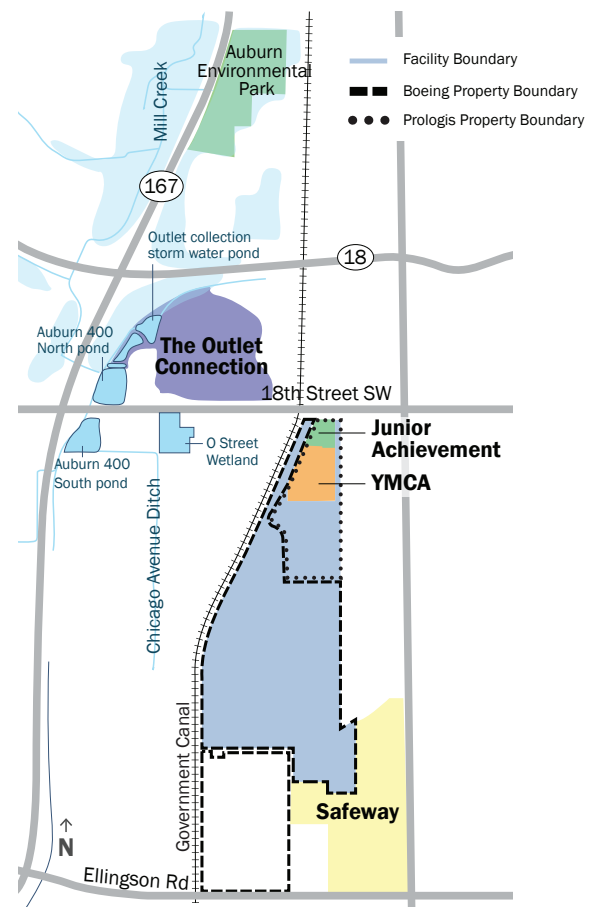 Auburn
Environmental
Park
Mill Creek
Facility Boundary
Boeing Property Boundary
Prologis Property Boundary
167
Outlet collection
storm water pond
18
Auburn 400
North pond
The Outlet
Connection
18th Street SW
Junior
Achievement
O Street
Wetland
Auburn 400
South pond
YMCA
Chicago Avenue Ditch
Government Canal
Safeway
N
Ellingson Rd